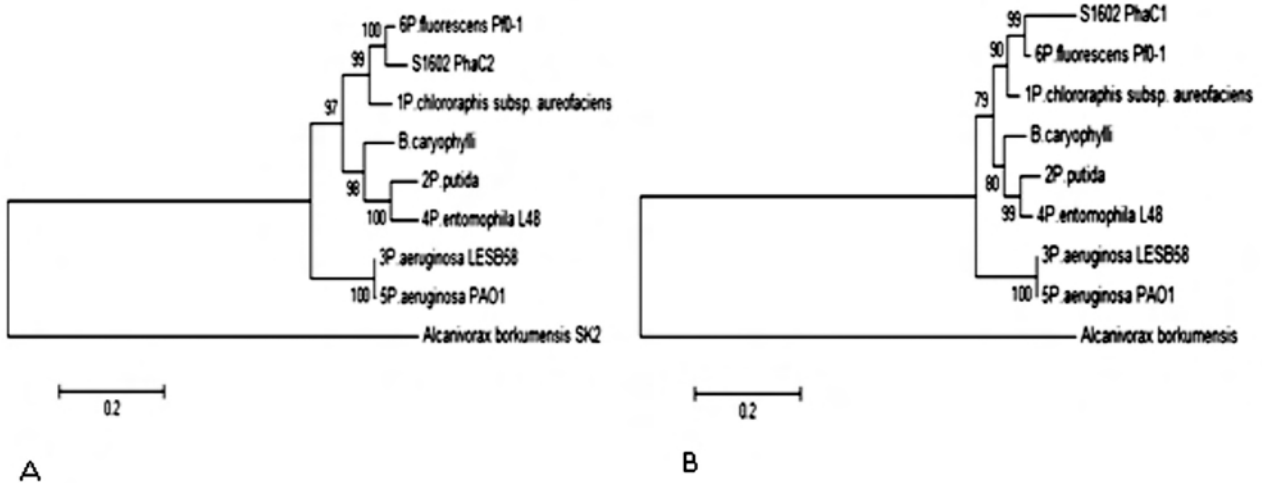 100
6P.fluorescens Pf0-1
99
S1602 PhaC2
1P.chlororaphis subsp. aureofaciens
97
B.caryophylli
98
2P.putida
100
4P.entomophila L48
3P.aeruginosa LESB58
100
5P.aeruginosa PAO1
Alcanivorax borkumensis SK2
0.2
A
99
S1602 PhaC1
90
6P.fluorescens Pf0-1
79
1P.chlororaphis subsp. aureofaciens
B.caryophylli
80
2P.putida
99
4P.entomophila L48
3P.aeruginosa LESB58
100
5P.aeruginosa PAO1
Alcanivorax borkumensis
0.2
B